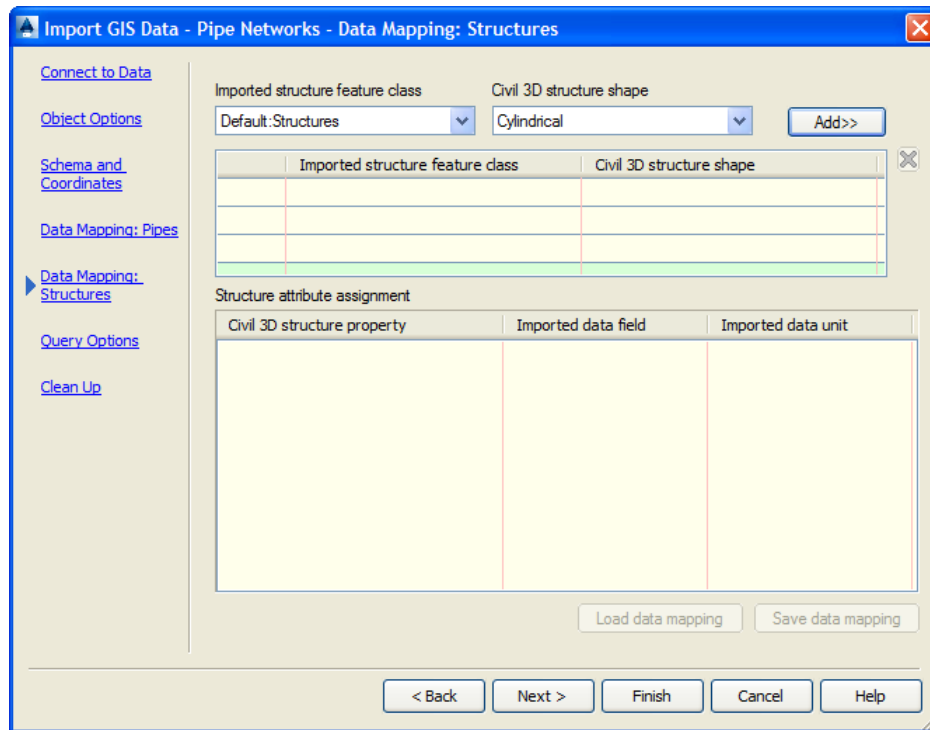 Import GIS Data - Pipe Networks - Data Mapping: Structures
Connect to Data
Object Options
Schema and
Coordinates
Data Mapping: Pipes
Data Mapping:
Structures
Query Options
Clean Up
Imported structure feature class
Civil 3D structure shape
Default:Structures
Cylindrical
Add>>
Imported structure feature class
Civil 3D structure shape
Structure attribute assignment
Civil 3D structure property
Imported data field
Imported data unit
Load data mapping
Save data mapping
< Back
Next >
Finish
Cancel
Help